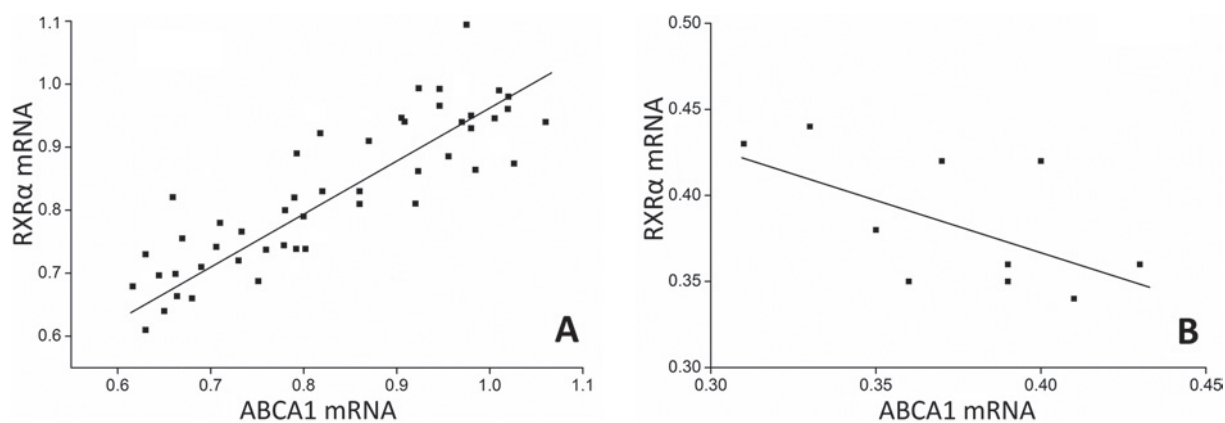 1.1
1.0
0.9
0.8
0.7
0.6
RXRα mRNA
A
0.6 0.7 0.8 0.9 1.0 1.1
ABCA1 mRNA
0.50
0.45
0.40
0.35
0.30
RXRα mRNA
B
0.30 0.35 0.40 0.45
ABCA1 mRNA